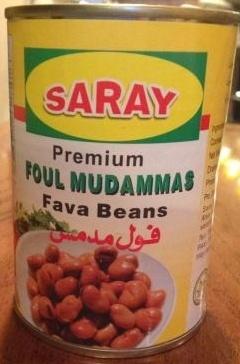 SARAY
Premium
FOUL MUDAMMAS
Fava Beans
فول مدمس